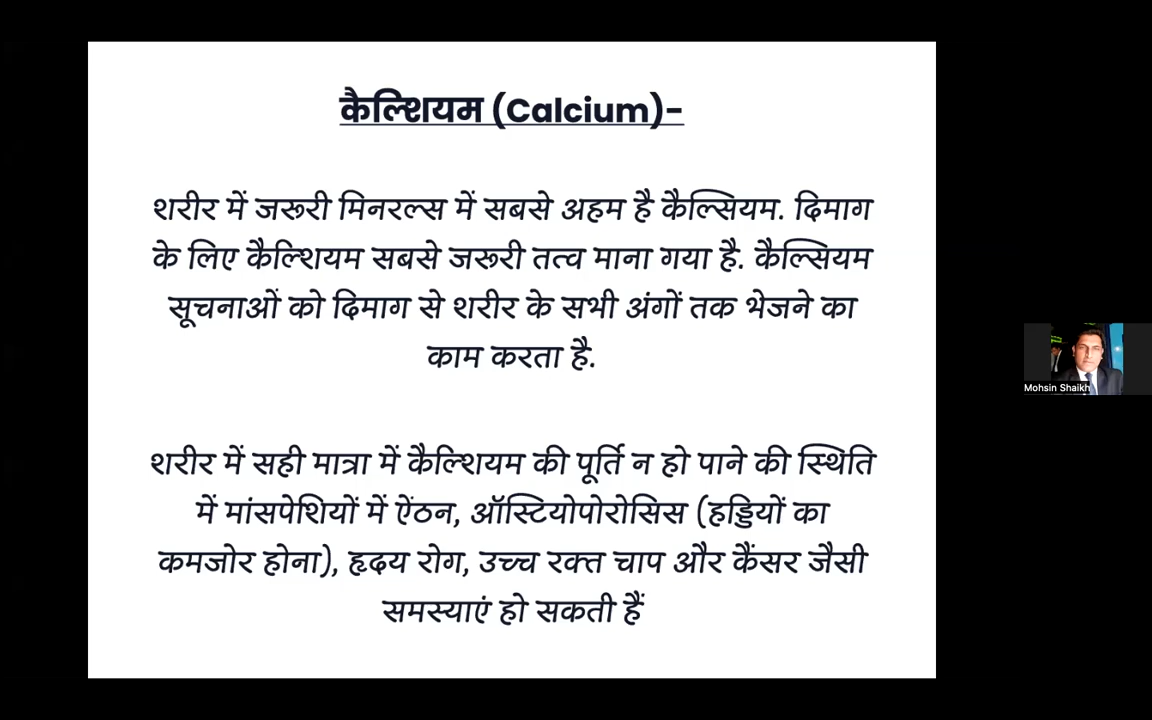 कैल्शियम (Calcium)-
शरीर में जरूरी मिनरल्स में सबसे अहम है कैल्सियम. दिमाग
के लिए कैल्शियम सबसे जरूरी तत्व माना गया है. कैल्सियम
सूचनाओं को दिमाग से शरीर के सभी अंगों तक भेजने का
काम करता है.
शरीर में सही मात्रा में कैल्शियम की पूर्ति न हो पाने की स्थिति
में मांसपेशियों में ऐंठन, ऑस्टियोपोरोसिस (हड्डियों का
कमजोर होना), हृदय रोग, उच्च रक्त चाप और कैंसर जैसी
समस्याएं हो सकती हैं
Mohsin Shaikh